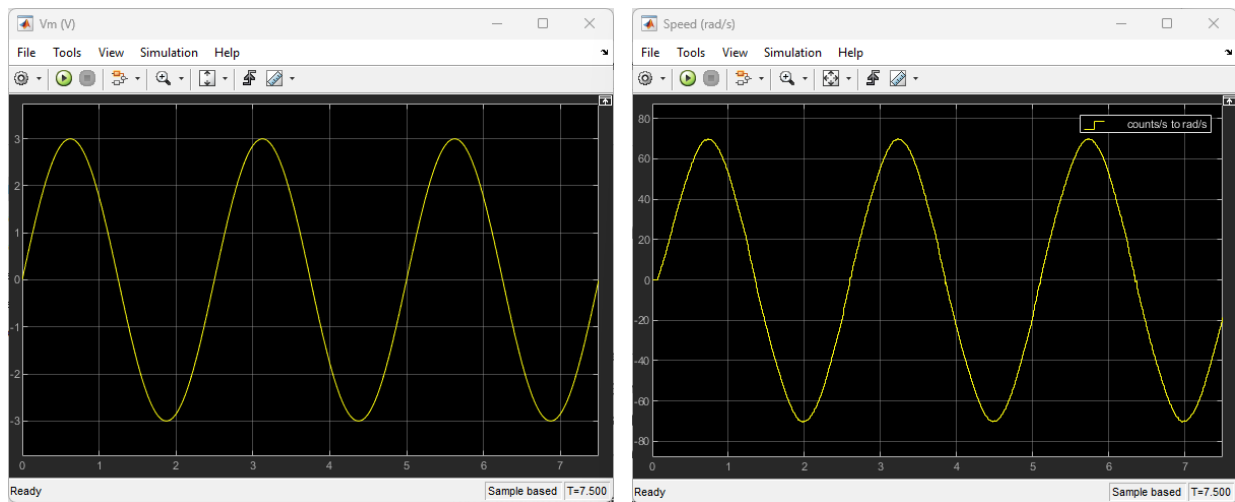 Vm (V)
File Tools View Simulation Help
3
2
1
0
-1
-2
-3
0 1 2 3 4 5 6 7
Ready Sample based T=7.500
Speed (rad/s)
File Tools View Simulation Help
counts/s to rad/s
80
60
40
20
0
-20
-40
-60
-80
0 1 2 3 4 5 6 7
Ready Sample based T=7.500